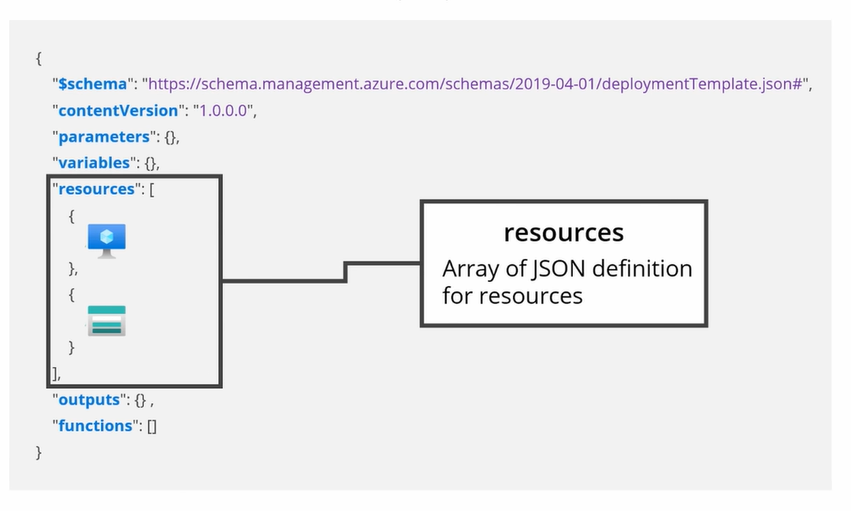 {
"$schema": "https://schema.management.azure.com/schemas/2019-04-01/deploymentTemplate.json#",
"contentVersion": "1.0.0.0",
"parameters": {},
"variables": {},
"resources": [
{
},
{
}
],
"outputs": {} ,
"functions": []
}
resources
Array of JSON definition
for resources